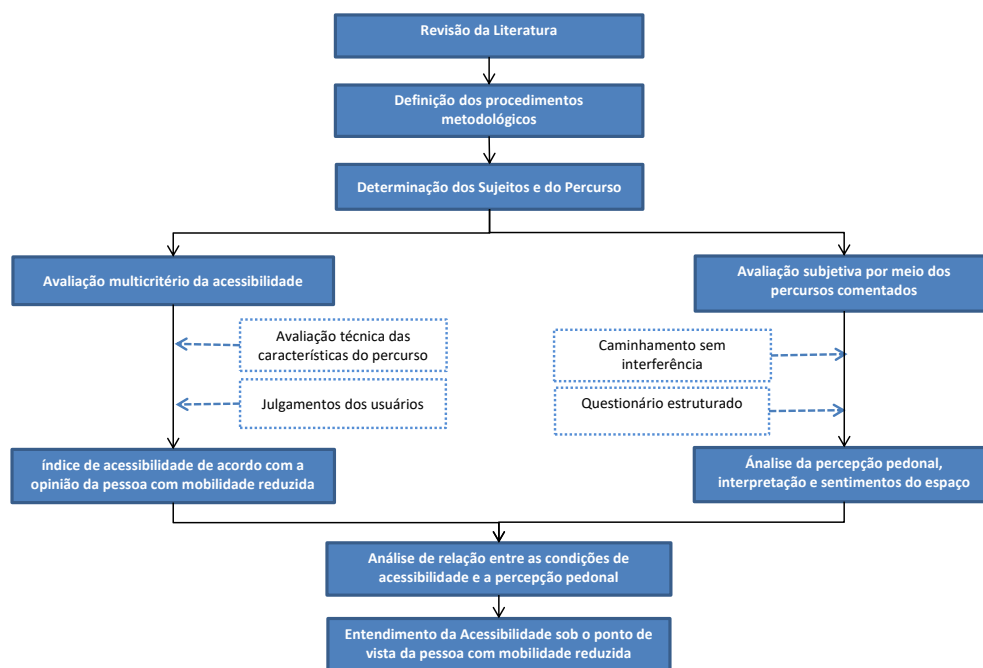 Revisão da Literatura
Definição dos procedimentos
metodológicos
Determinação dos Sujeitos e do Percurso
Avaliação multicritério da acessibilidade
Avaliação subjetiva por meio dos
percursos comentados
Avaliação técnica das
características do percurso
Caminhamento sem
interferência
Julgamentos dos usuários
Questionário estruturado
índice de acessibilidade de acordo com a
opinião da pessoa com mobilidade reduzida
Ánalise da percepção pedonal,
interpretação e sentimentos do espaço
Análise de relação entre as condições de
acessibilidade e a percepção pedonal
Entendimento da Acessibilidade sob o ponto de
vista da pessoa com mobilidade reduzida